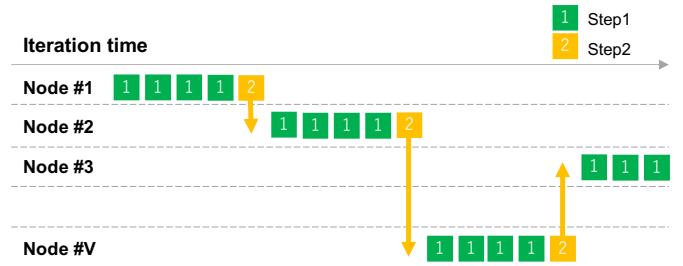 1 Step1
Iteration time
2 Step2
Node #1 1 1 1 1 2
Node #2 1 1 1 1 2
Node #3 1 1 1
Node #V 1 1 1 1 2